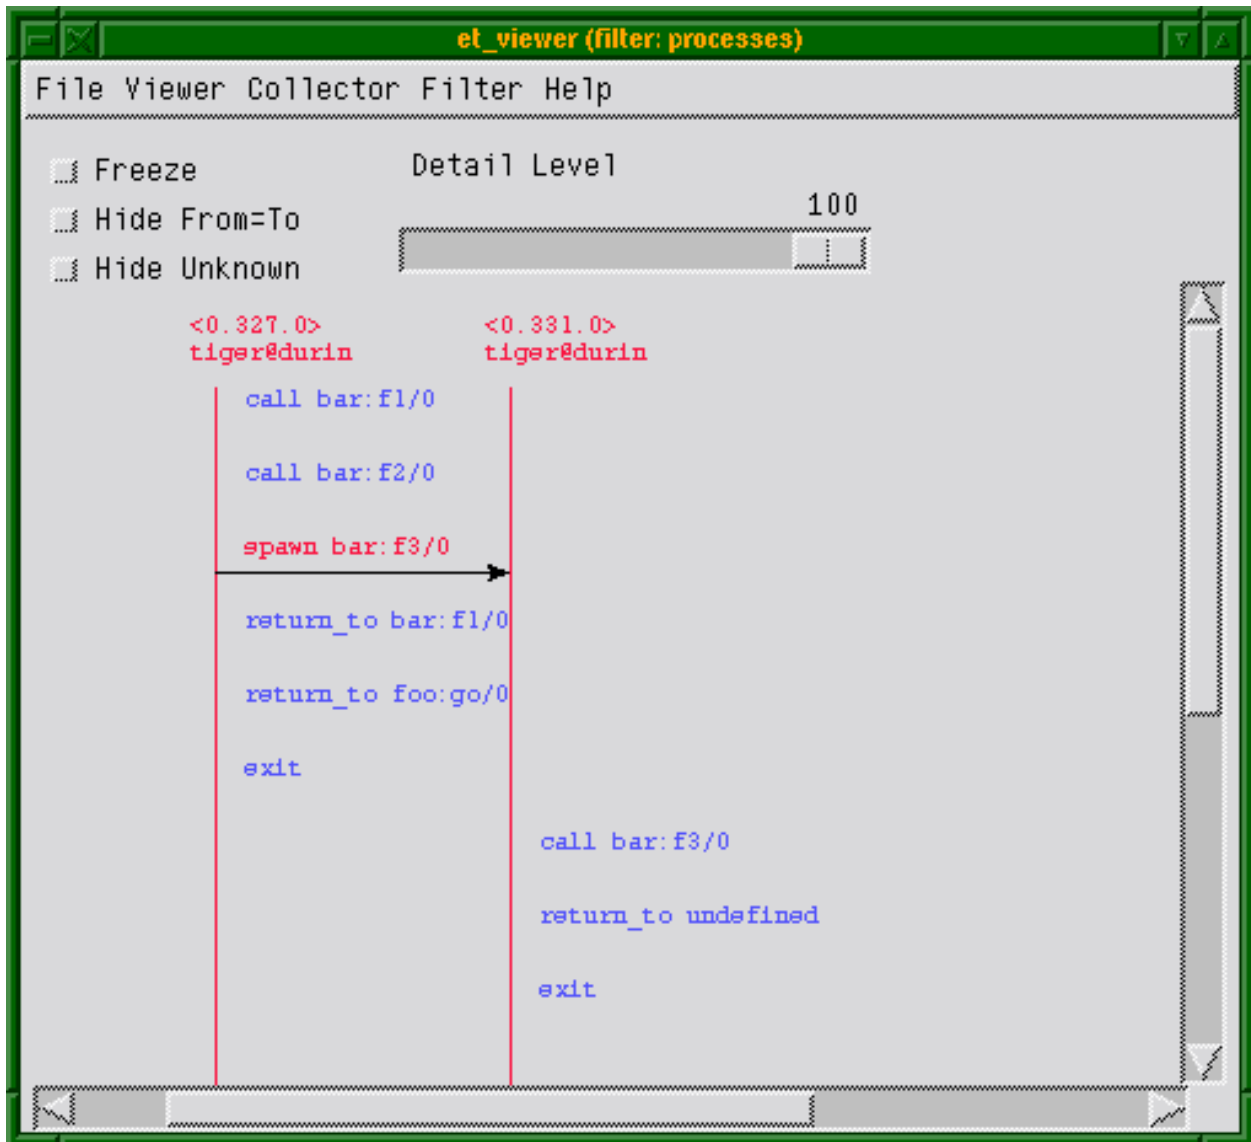 et_viewer (filter: processes)
File Viewer Collector Filter Help
Freeze
Detail Level
Hide From=To
100
Hide Unknown
<0.327.0> <0.331.0>
tiger@durin tiger@durin
call bar:f1/0
call bar:f2/0
spawn bar:f3/0
return_to bar:f1/0
return_to foo:go/0
exit
call bar:f3/0
return_to undefined
exit